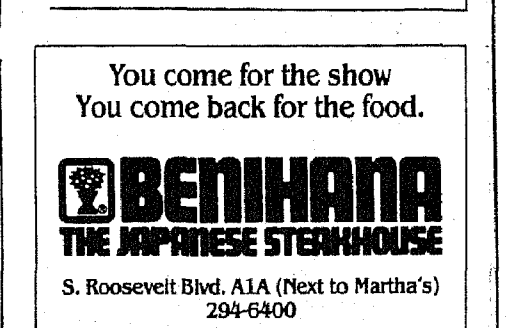 You come for the show
You come back for the food.
BENIHANA
THE JAPANESE STEAKHOUSE
S. Roosevelt Blvd. A1A (Next to Martha's)
294-6400